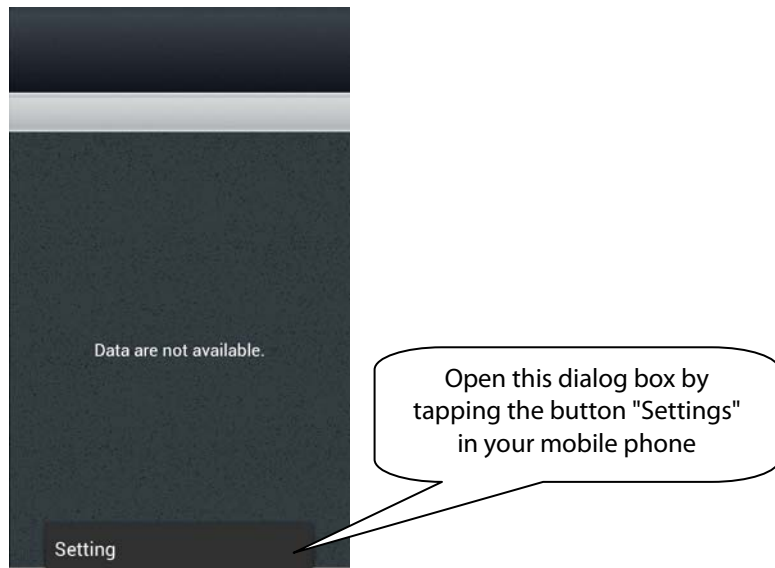 Data are not available.
Open this dialog box by
tapping the button "Settings"
in your mobile phone
Setting